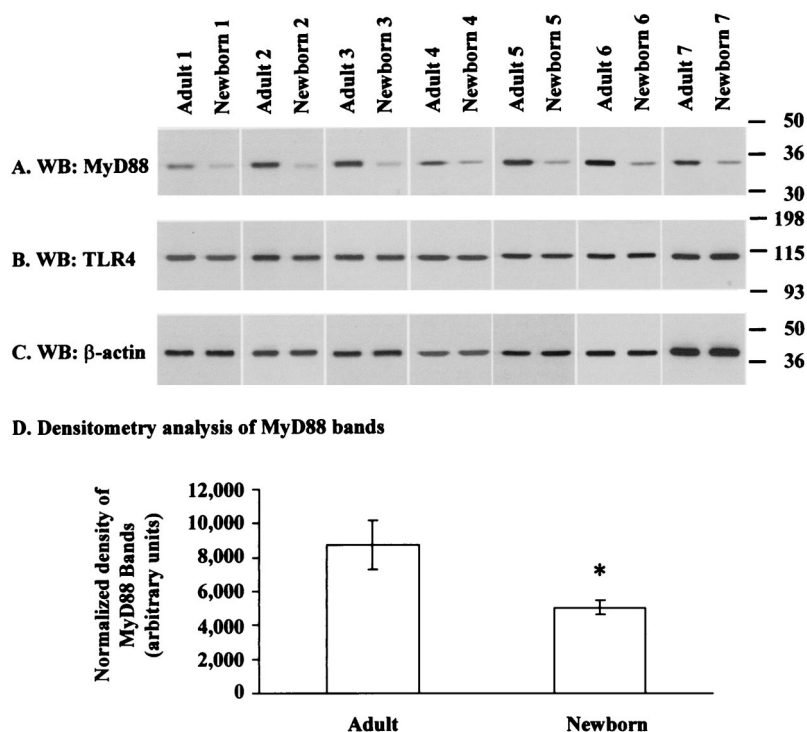 Adult 1
Newborn 1
Adult 2
Newborn 2
Adult 3
Newborn 3
Adult 4
Newborn 4
Adult 5
Newborn 5
Adult 6
Newborn 6
Adult 7
Newborn 7
A. WB: MyD88
50
36
30
B. WB: TLR4
198
115
93
C. WB: β-actin
50
36
D. Densitometry analysis of MyD88 bands
Normalized density of
MyD88 Bands
(arbitrary units)
12,000
10,000
8,000
6,000
4,000
2,000
0
*
Adult
Newborn